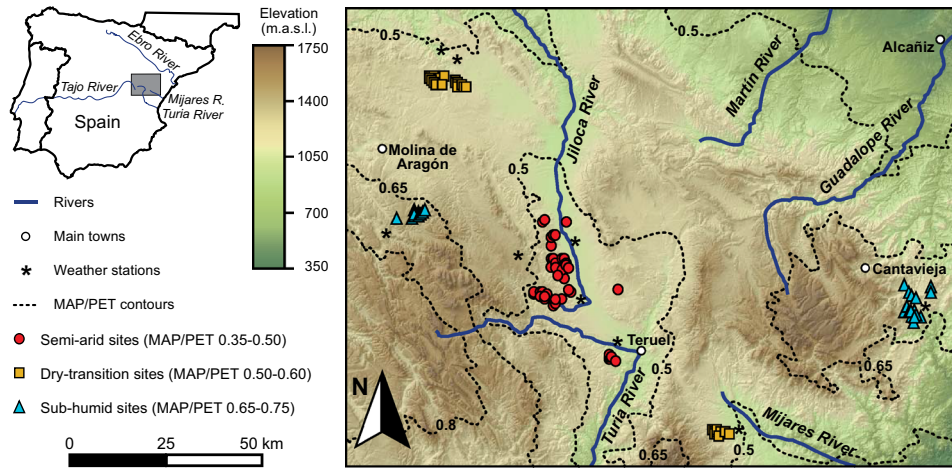 Ebro River
Tajo River
Mijares R.
Turia River
Spain
Elevation
(m.a.s.l.)
1750
1400
1050
700
350
Rivers
Main towns
Weather stations
MAP/PET contours
Semi-arid sites (MAP/PET 0.35-0.50)
Dry-transition sites (MAP/PET 0.50-0.60)
Sub-humid sites (MAP/PET 0.65-0.75)
0 25 50 km
0.5
0.5
Alcañiz
Martín River
Jiloca River
Guadalope River
Molina de
Aragón
0.5
0.65
Cantavieja
Teruel
0.5
0.65
N
Turia River
0.8
Mijares River
0.65
0.5